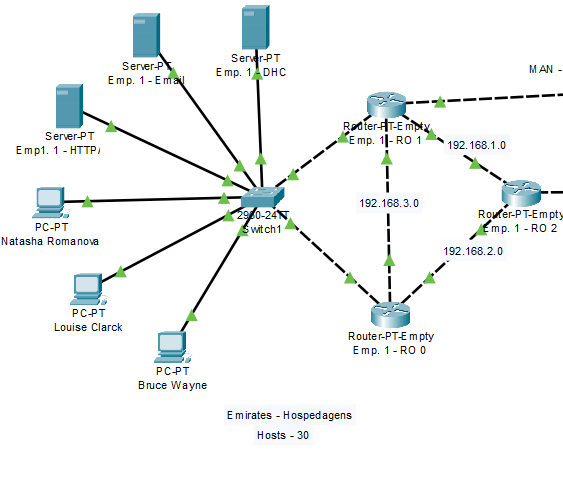 Server-PT
Emp. 1 - Email
Server-PT
Emp. 1 - DHC
MAN -
Server-PT
Emp1. 1 - HTTP/
Router-PT-Empty
Emp. 1 - RO 1
192.168.1.0
PC-PT
Natasha Romanova
2960-24TT
Switch1
192.168.3.0
Router-PT-Empty
Emp. 1 - RO 2
192.168.2.0
PC-PT
Louise Clarck
Router-PT-Empty
Emp. 1 - RO 0
PC-PT
Bruce Wayne
Emirates - Hospedagens
Hosts - 30